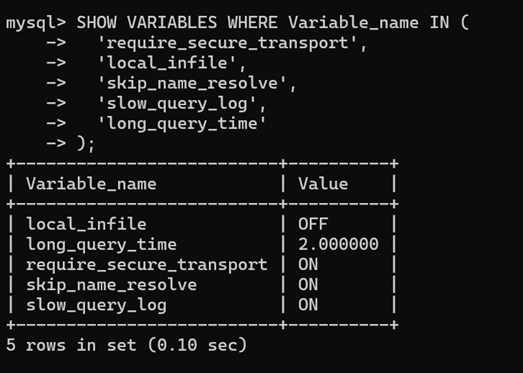 mysql> SHOW VARIABLES WHERE Variable_name IN (
    ->   'require_secure_transport',
    ->   'local_infile',
    ->   'skip_name_resolve',
    ->   'slow_query_log',
    ->   'long_query_time'
    -> );
+--------------------------+----------+
| Variable_name            | Value    |
+--------------------------+----------+
| local_infile             | OFF      |
| long_query_time          | 2.000000 |
| require_secure_transport | ON       |
| skip_name_resolve        | ON       |
| slow_query_log           | ON       |
+--------------------------+----------+
5 rows in set (0.10 sec)